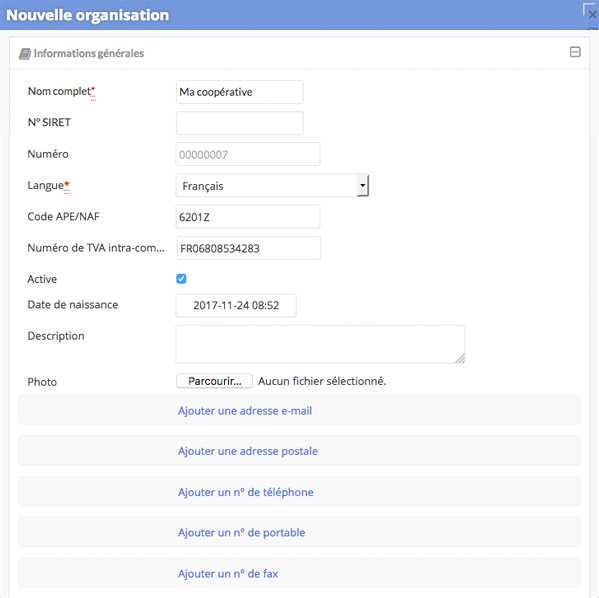 Nouvelle organisation
Informations générales
Nom complet*
Ma coopérative
N° SIRET
Numéro
00000007
Langue*
Français
Code APE/NAF
6201Z
Numéro de TVA intra-com...
FR06808534283
Active
Date de naissance
2017-11-24 08:52
Description
Photo
Parcourir... Aucun fichier sélectionné.
Ajouter une adresse e-mail
Ajouter une adresse postale
Ajouter un n° de téléphone
Ajouter un n° de portable
Ajouter un n° de fax